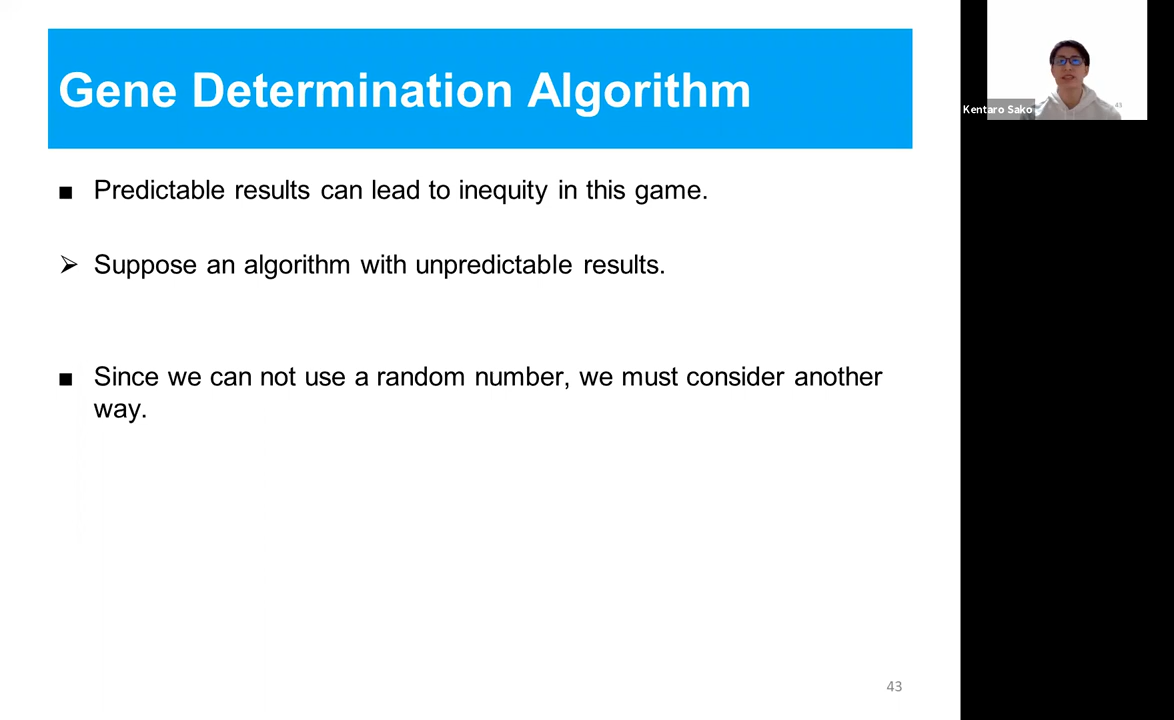 Gene Determination Algorithm
■ Predictable results can lead to inequity in this game.
➢ Suppose an algorithm with unpredictable results.
■ Since we can not use a random number, we must consider another
way.
43
Kentaro Sako
43